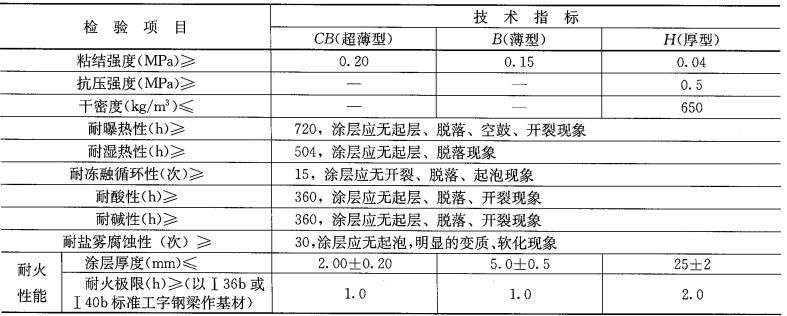 检 验 项 目 技 术 指 标
CB(超薄型) B(薄型) H(厚型)
粘结强度(MPa)≥ 0.20 0.15 0.04
抗压强度(MPa)≥ — — 0.5
干密度(kg/m³)≤ — — 650
耐曝热性(h)≥ 720，涂层应无起层、脱落、空鼓、开裂现象
耐湿热性(h)≥ 504，涂层应无起层、脱落现象
耐冻融循环性(次)≥ 15，涂层应无开裂、脱落、起泡现象
耐酸性(h)≥ 360，涂层应无起层、脱落、开裂现象
耐碱性(h)≥ 360，涂层应无起层、脱落、开裂现象
耐盐雾腐蚀性（次）≥ 30,涂层应无起泡,明显的变质、软化现象
耐火性能 涂层厚度(mm)≤ 2.00±0.20 5.0±0.5 25±2
耐火极限(h)≥(以Ⅰ36b或
Ⅰ40b标准工字钢梁作基材) 1.0 1.0 2.0